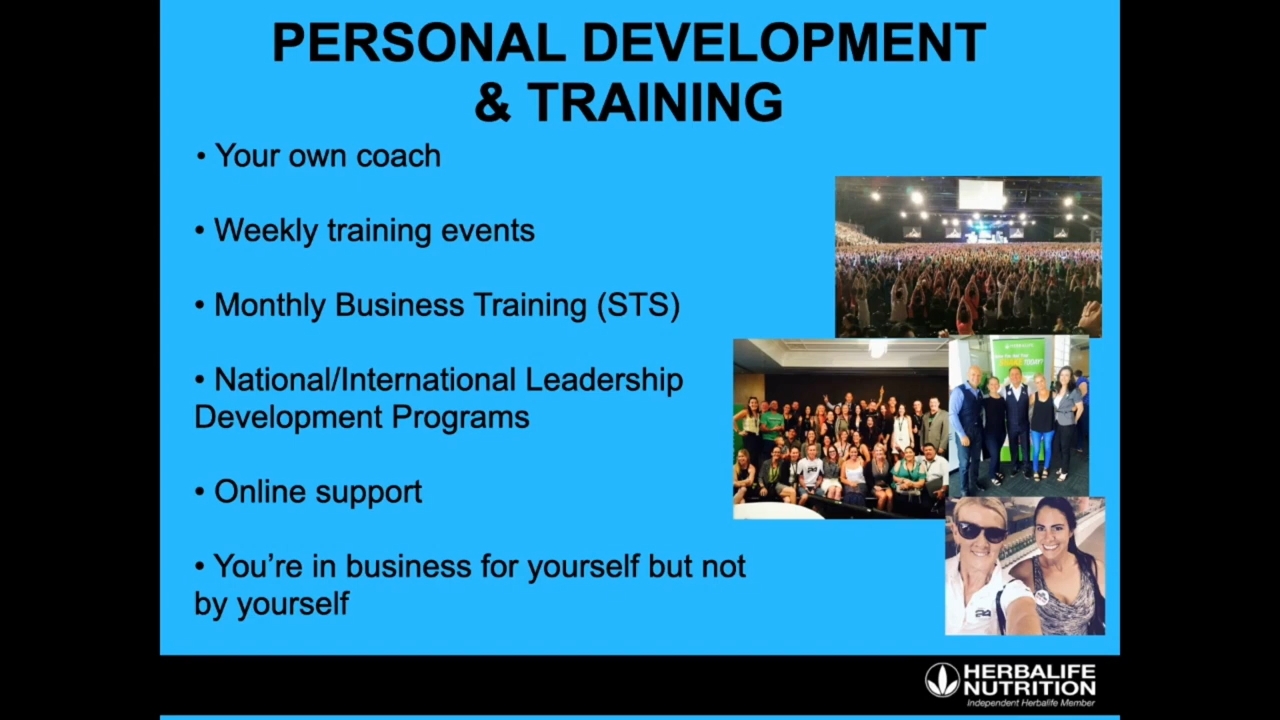 PERSONAL DEVELOPMENT
& TRAINING
• Your own coach
• Weekly training events
• Monthly Business Training (STS)
• National/International Leadership
Development Programs
• Online support
• You’re in business for yourself but not
by yourself
HERBALIFE
NUTRITION
Independent Herbalife Member